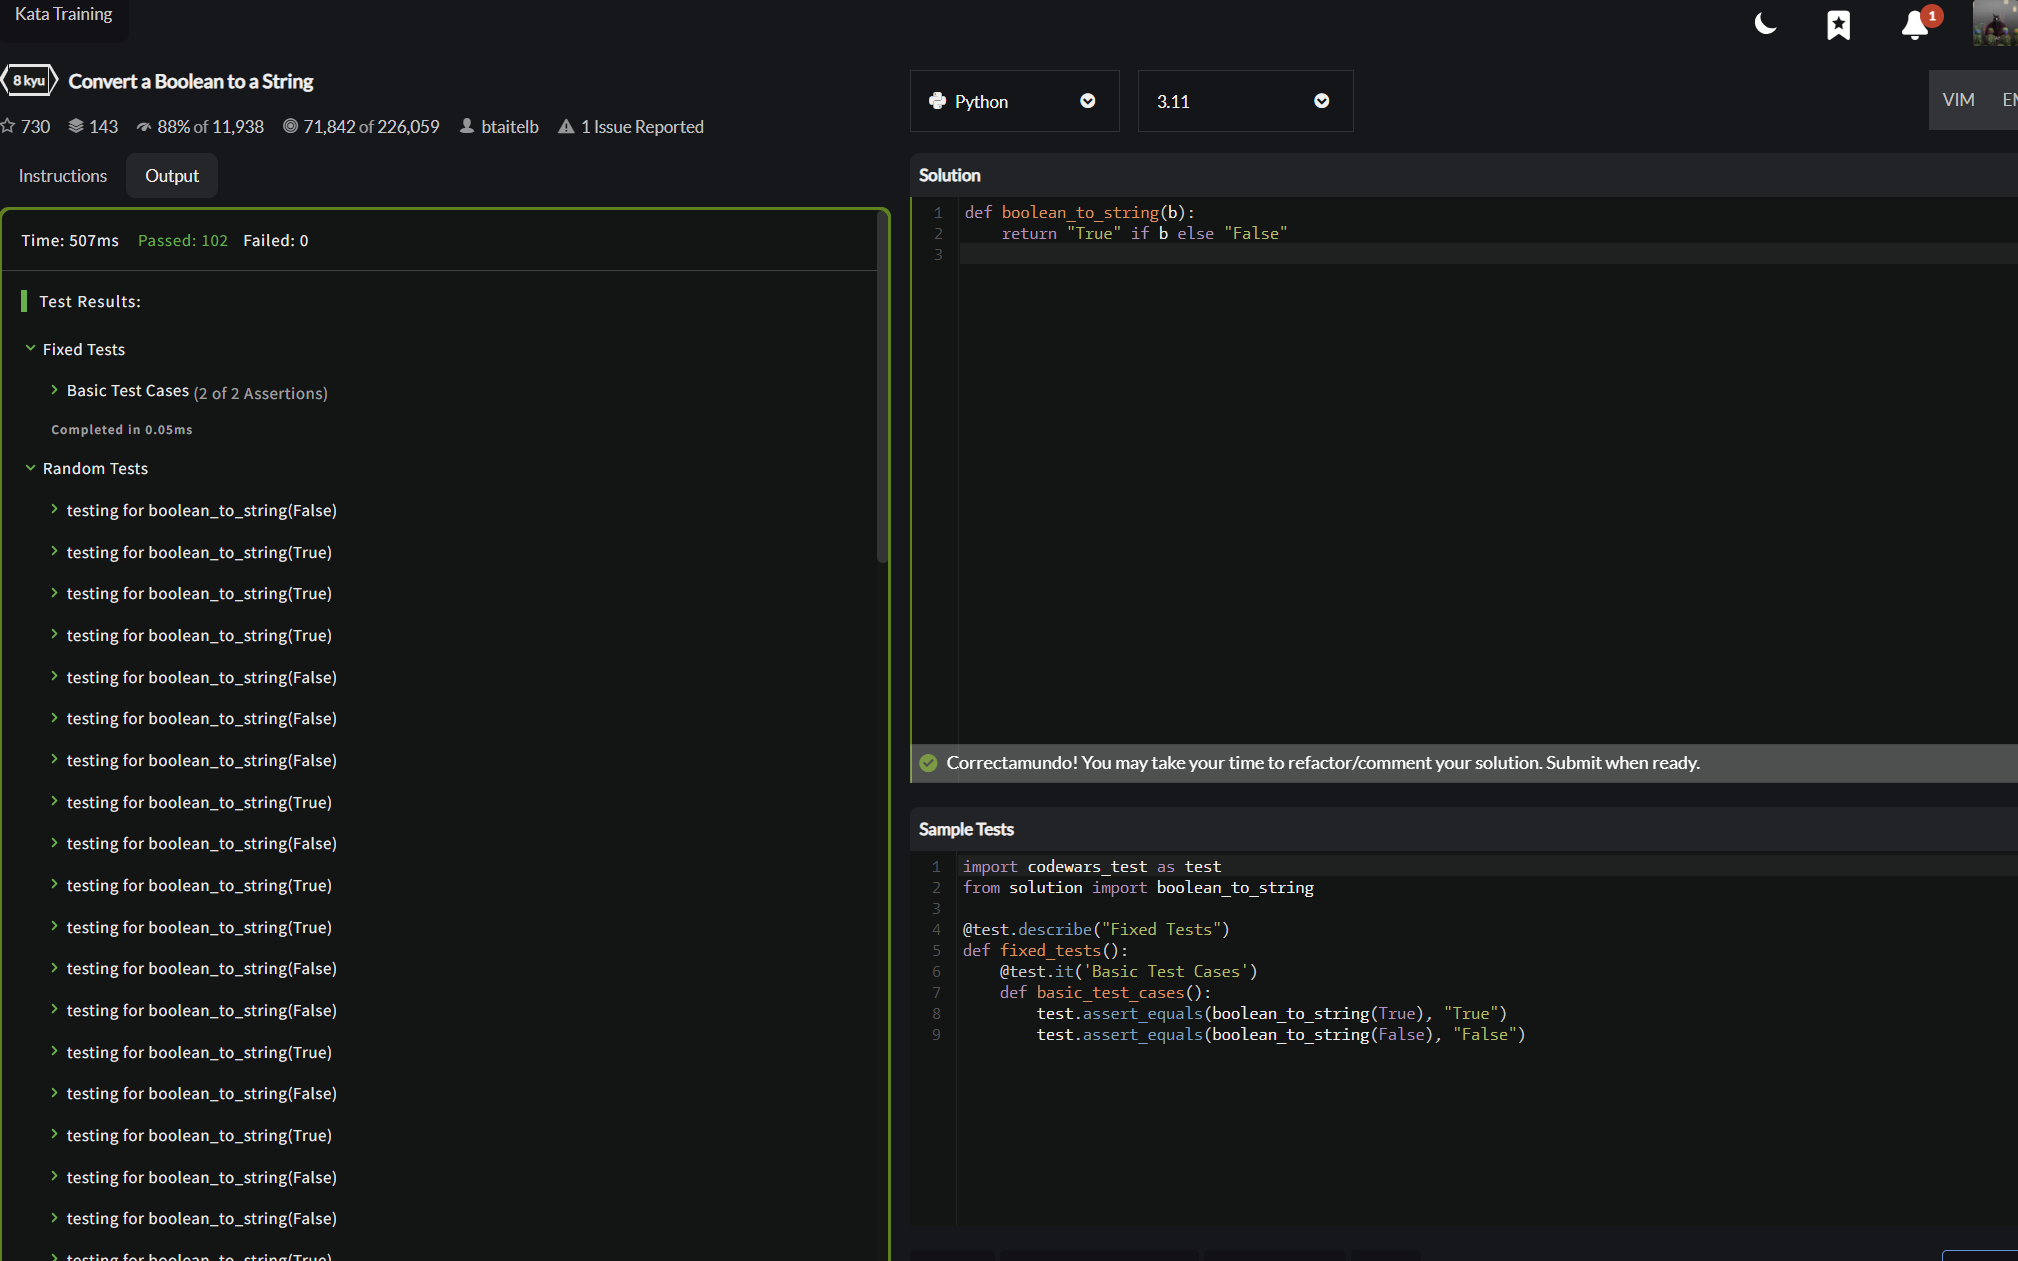 Kata Training
1
8 kyu Convert a Boolean to a String
730 143 88% of 11,938 71,842 of 226,059 btaitelb 1 Issue Reported
Instructions Output
Time: 507ms Passed: 102 Failed: 0
Test Results:
Fixed Tests
Basic Test Cases (2 of 2 Assertions)
Completed in 0.05ms
Random Tests
testing for boolean_to_string(False)
testing for boolean_to_string(True)
testing for boolean_to_string(True)
testing for boolean_to_string(True)
testing for boolean_to_string(False)
testing for boolean_to_string(False)
testing for boolean_to_string(False)
testing for boolean_to_string(True)
testing for boolean_to_string(False)
testing for boolean_to_string(True)
testing for boolean_to_string(True)
testing for boolean_to_string(False)
testing for boolean_to_string(False)
testing for boolean_to_string(True)
testing for boolean_to_string(False)
testing for boolean_to_string(True)
testing for boolean_to_string(False)
testing for boolean_to_string(False)
testing for boolean_to_string(True)
Python 3.11 VIM
Solution
1 def boolean_to_string(b):
2     return "True" if b else "False"
3
Correctamundo! You may take your time to refactor/comment your solution. Submit when ready.
Sample Tests
1 import codewars_test as test
2 from solution import boolean_to_string
3
4 @test.describe("Fixed Tests")
5 def fixed_tests():
6     @test.it('Basic Test Cases')
7     def basic_test_cases():
8         test.assert_equals(boolean_to_string(True), "True")
9         test.assert_equals(boolean_to_string(False), "False")